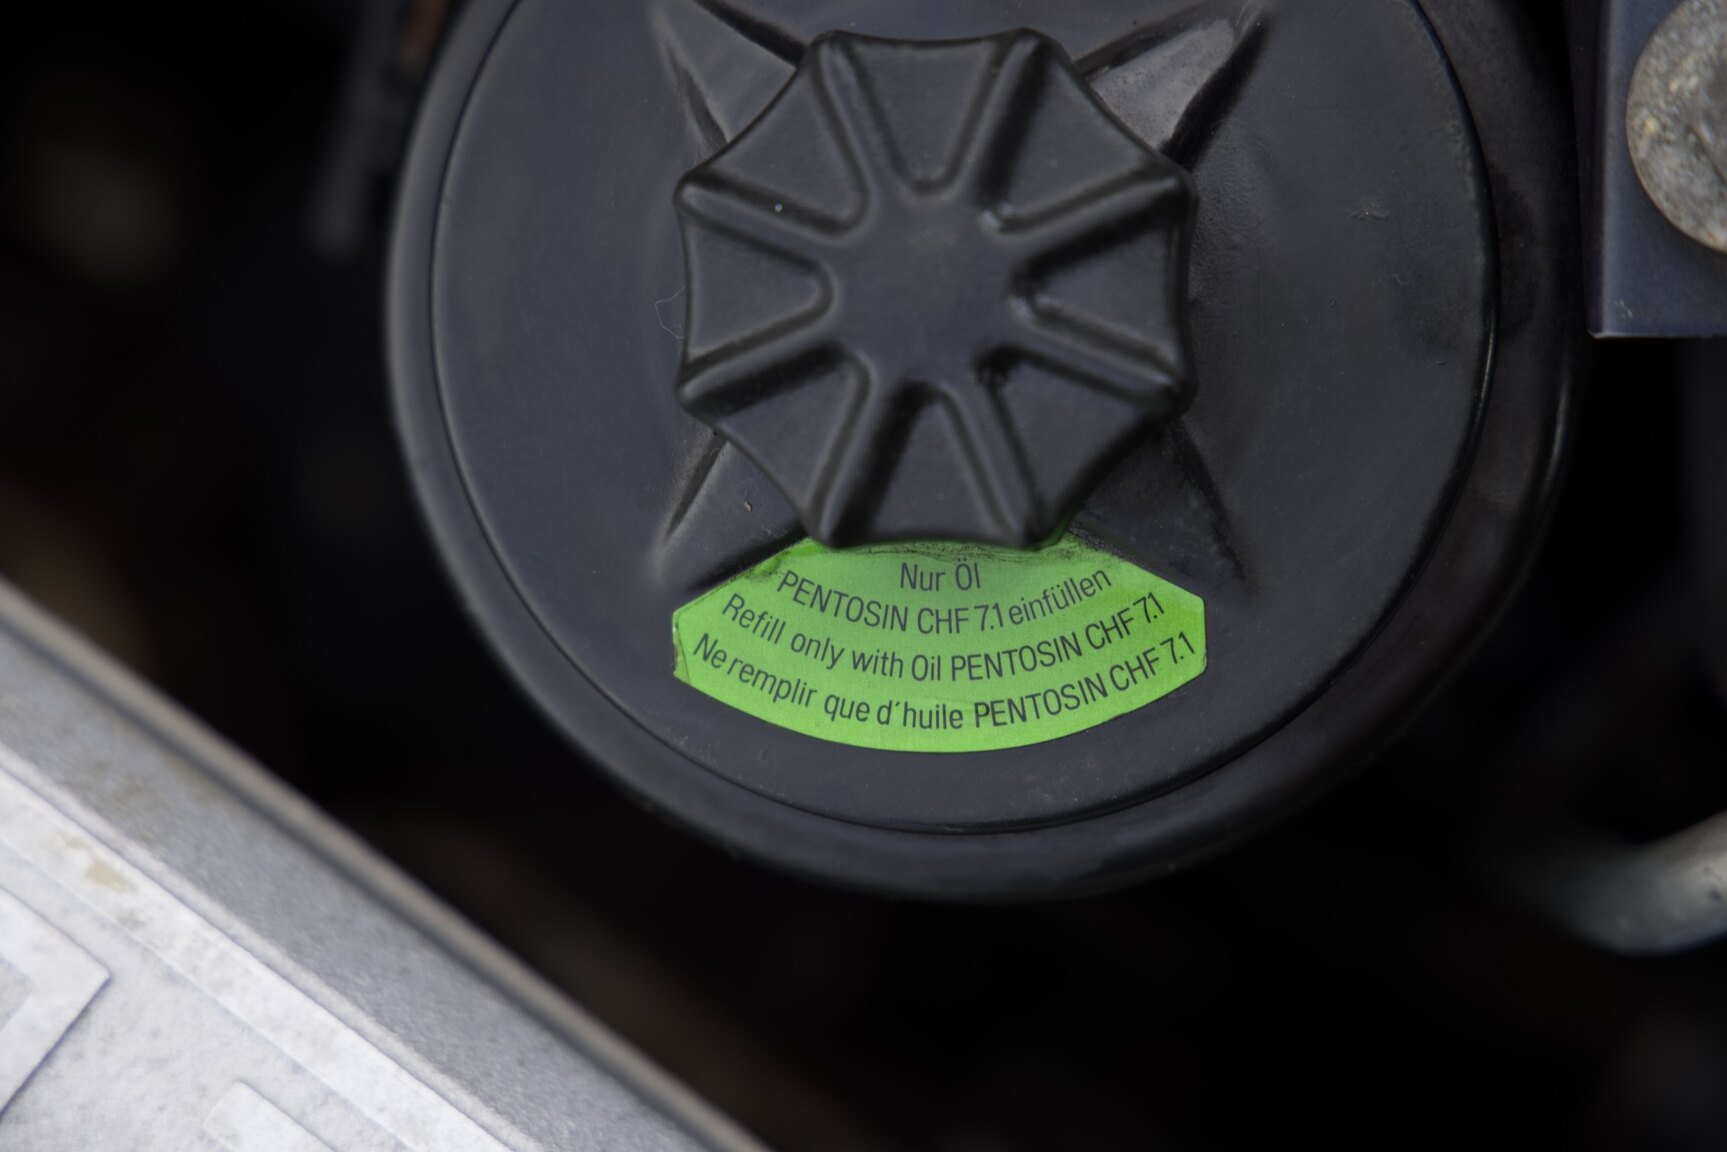 Nur Öl
PENTOSIN CHF 7.1 einfüllen
Refill only with Oil PENTOSIN CHF 7.1
Ne remplir que d´huile PENTOSIN CHF 7.1